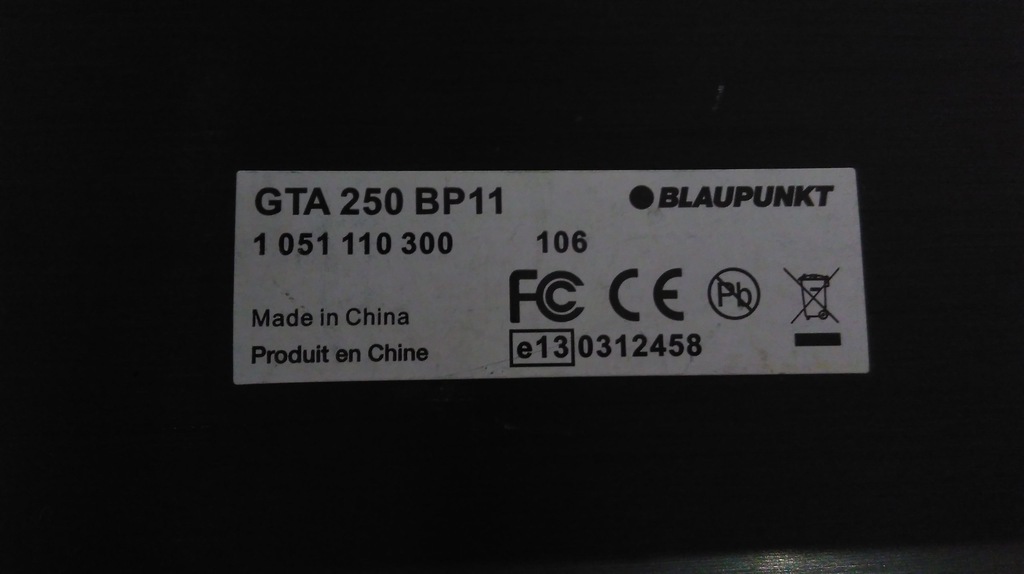 GTA 250 BP11
BLAUPUNKT
1 051 110 300
106
FC CE Pb
Made in China
Produit en Chine
e13 0312458